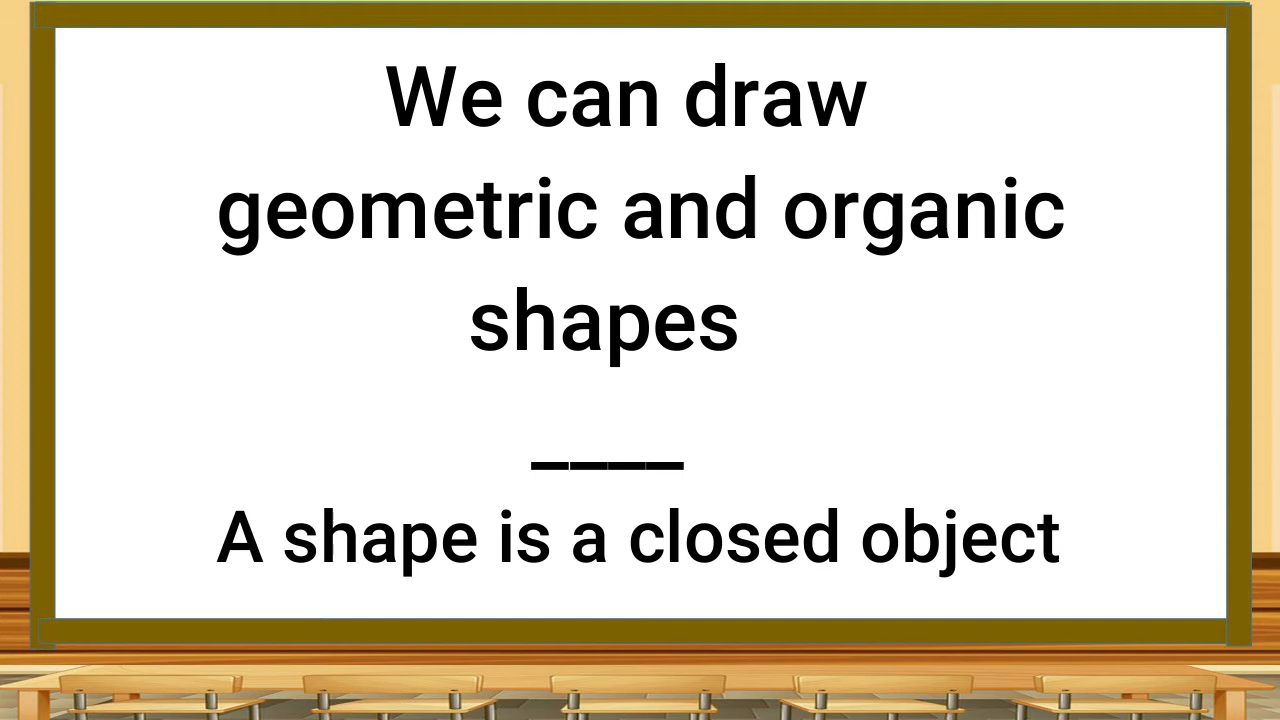 We can draw
geometric and organic
shapes
____
A shape is a closed object